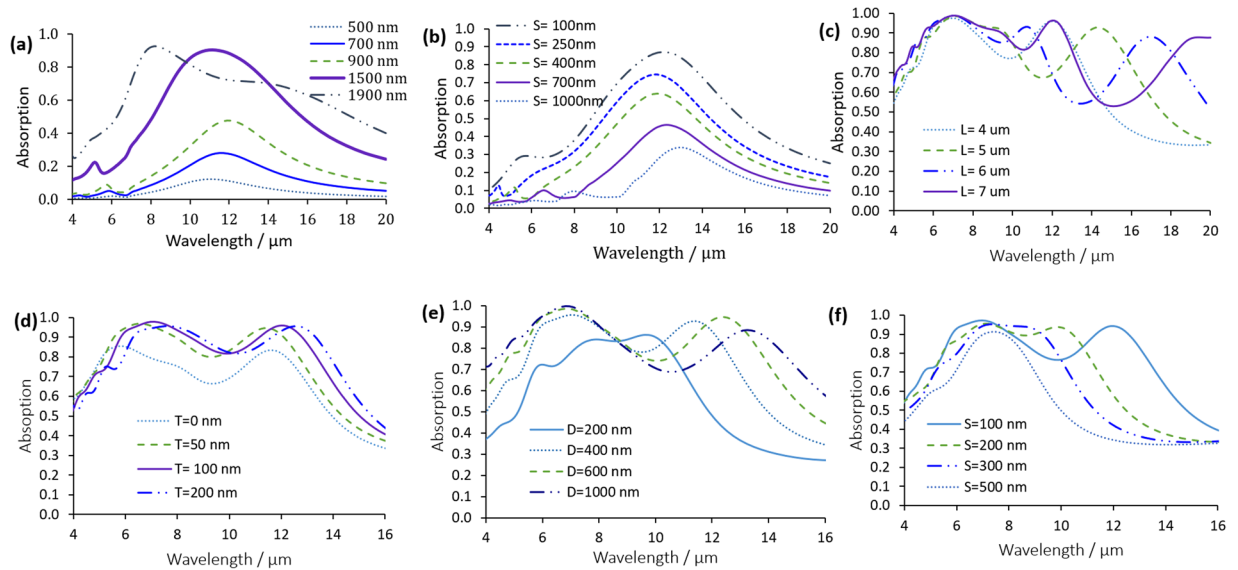 (a)
500 nm
700 nm
900 nm
1500 nm
1900 nm
Absorption
1.0
0.8
0.6
0.4
0.2
0.0
4 6 8 10 12 14 16 18 20
Wavelength / μm
(b)
S= 100nm
S= 250nm
S= 400nm
S= 700nm
S= 1000nm
Absorption
1.0
0.9
0.8
0.7
0.6
0.5
0.4
0.3
0.2
0.1
0.0
4 6 8 10 12 14 16 18 20
Wavelength / μm
(c)
Absorption
1.00
0.90
0.80
0.70
0.60
0.50
0.40
0.30
0.20
0.10
0.00
L= 4 um
L= 5 um
L= 6 um
L= 7 um
4 6 8 10 12 14 16 18 20
Wavelength / μm
(d)
Absorption
1.0
0.9
0.8
0.7
0.6
0.5
0.4
0.3
0.2
0.1
0.0
T=0 nm
T=50 nm
T= 100 nm
T=200 nm
4 6 8 10 12 14 16
Wavelength / μm
(e)
Absorption
1.0
0.9
0.8
0.7
0.6
0.5
0.4
0.3
0.2
0.1
0.0
D=200 nm
D=400 nm
D=600 nm
D=1000 nm
4 6 8 10 12 14 16
Wavelength / μm
(f)
Absorption
1.0
0.9
0.8
0.7
0.6
0.5
0.4
0.3
0.2
0.1
0.0
S=100 nm
S=200 nm
S=300 nm
S=500 nm
4 6 8 10 12 14 16
Wavelength / μm